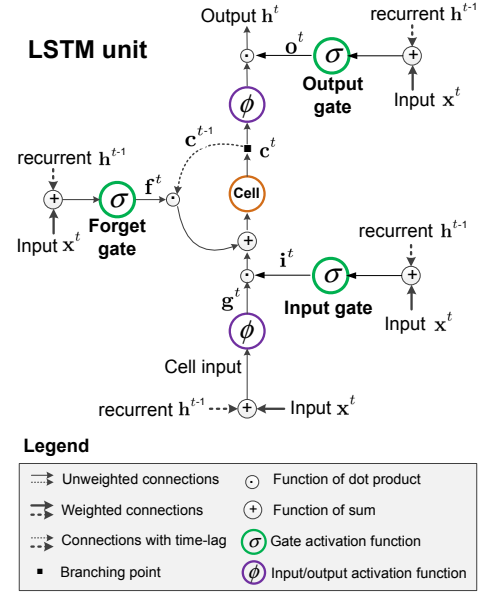 Output h^t
LSTM unit
recurrent h^{t-1}
o^t
σ
Output gate
Input x^t
ϕ
c^{t-1}
c^t
recurrent h^{t-1}
f^t
σ
Cell
Forget gate
Input x^t
recurrent h^{t-1}
i^t
σ
Input gate
g^t
Input x^t
ϕ
Cell input
recurrent h^{t-1}
Input x^t
Legend
Unweighted connections
Function of dot product
Weighted connections
Function of sum
Connections with time-lag
σ Gate activation function
Branching point
ϕ Input/output activation function